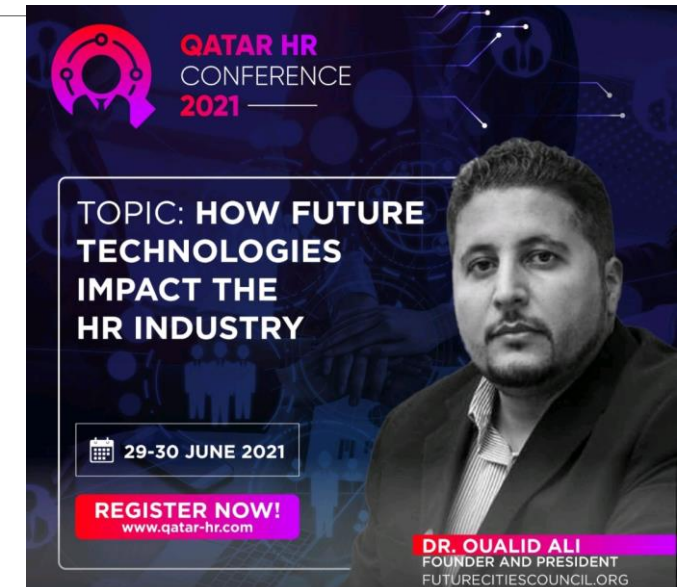 QATAR HR
CONFERENCE
2021
TOPIC: HOW FUTURE
TECHNOLOGIES
IMPACT THE
HR INDUSTRY
29-30 JUNE 2021
REGISTER NOW!
www.qatar-hr.com
DR. OUALID ALI
FOUNDER AND PRESIDENT
FUTURECITIESCOUNCIL.ORG